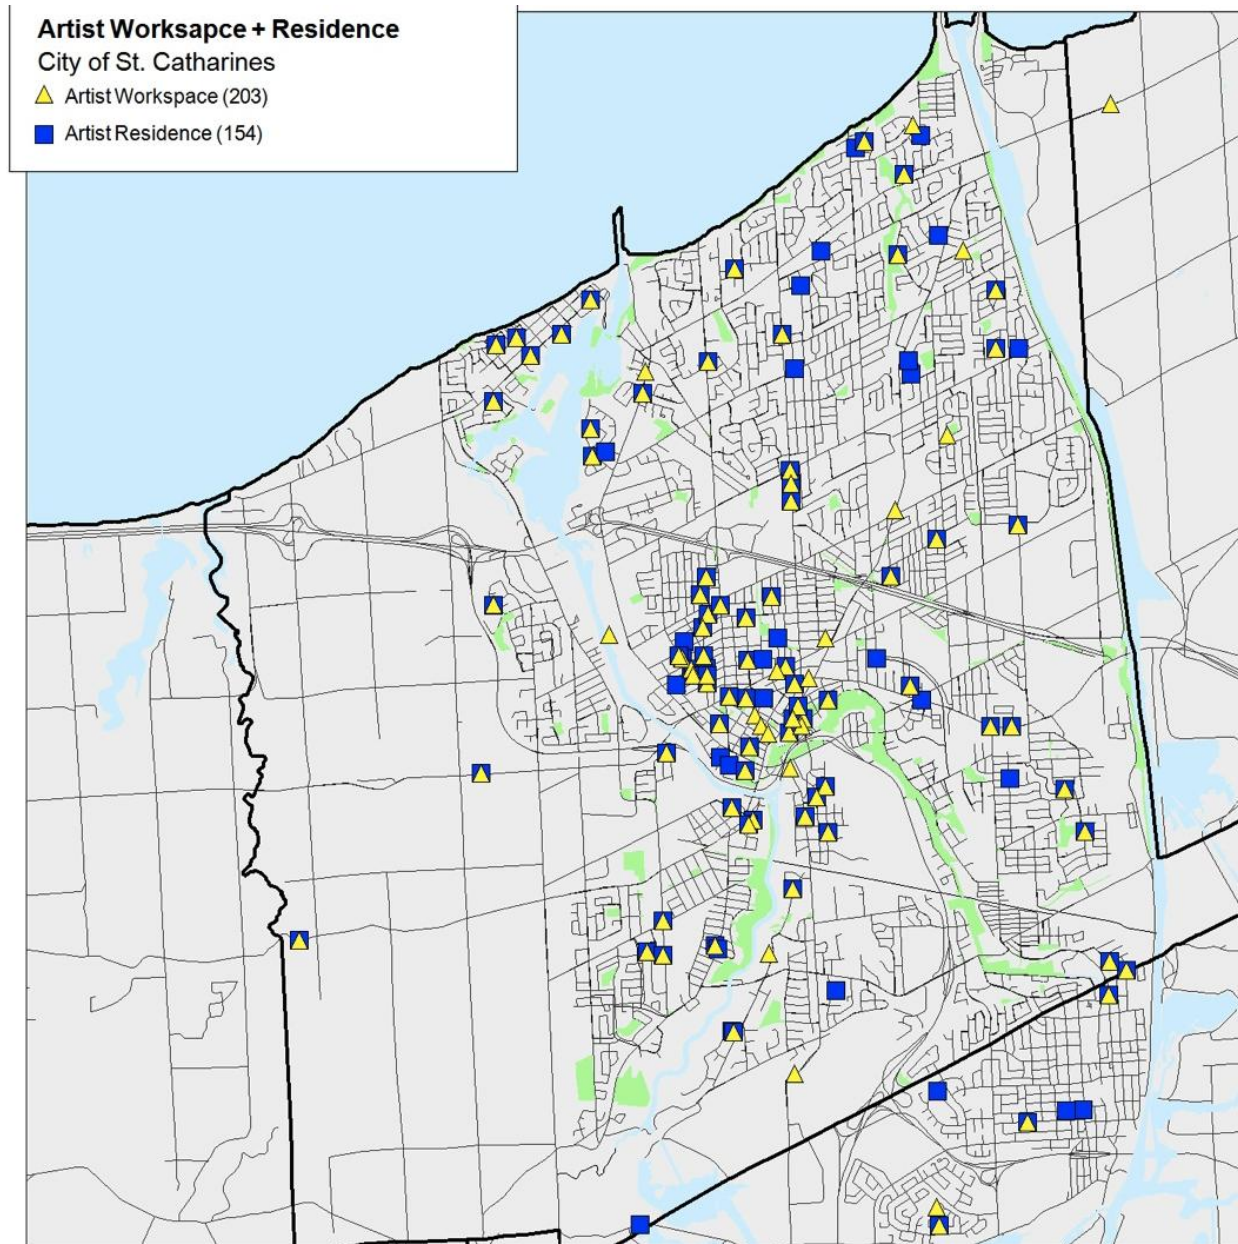 Artist Worksapce + Residence
City of St. Catharines
Artist Workspace (203)
Artist Residence (154)